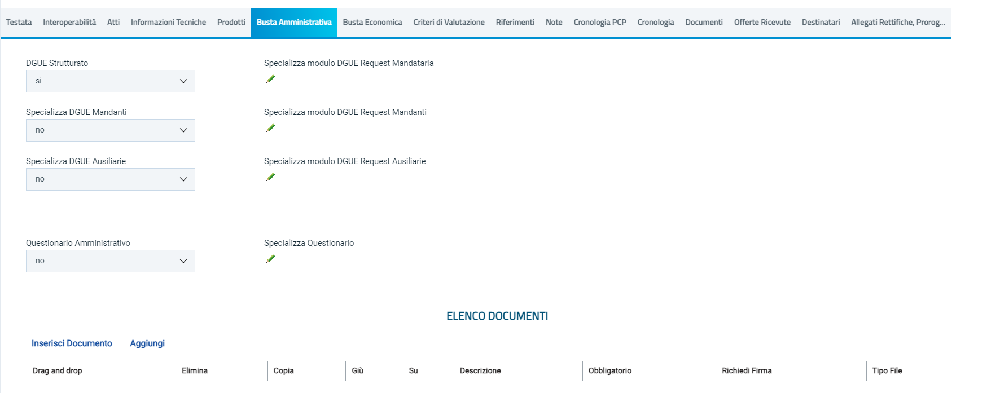 Testata Interoperabilità Atti Informazioni Tecniche Prodotti Busta Amministrativa Busta Economica Criteri di Valutazione Riferimenti Note Cronologia PCP Cronologia Documenti Offerte Ricevute Destinatari Allegati Rettifiche, Prorog...
DGUE Strutturato Specializza modulo DGUE Request Mandataria
si
Specializza DGUE Mandanti Specializza modulo DGUE Request Mandanti
no
Specializza DGUE Ausiliarie Specializza modulo DGUE Request Ausiliarie
no
Questionario Amministrativo Specializza Questionario
no
ELENCO DOCUMENTI
Inserisci Documento Aggiungi
Drag and drop Elimina Copia Giù Su Descrizione Obbligatorio Richiedi Firma Tipo File